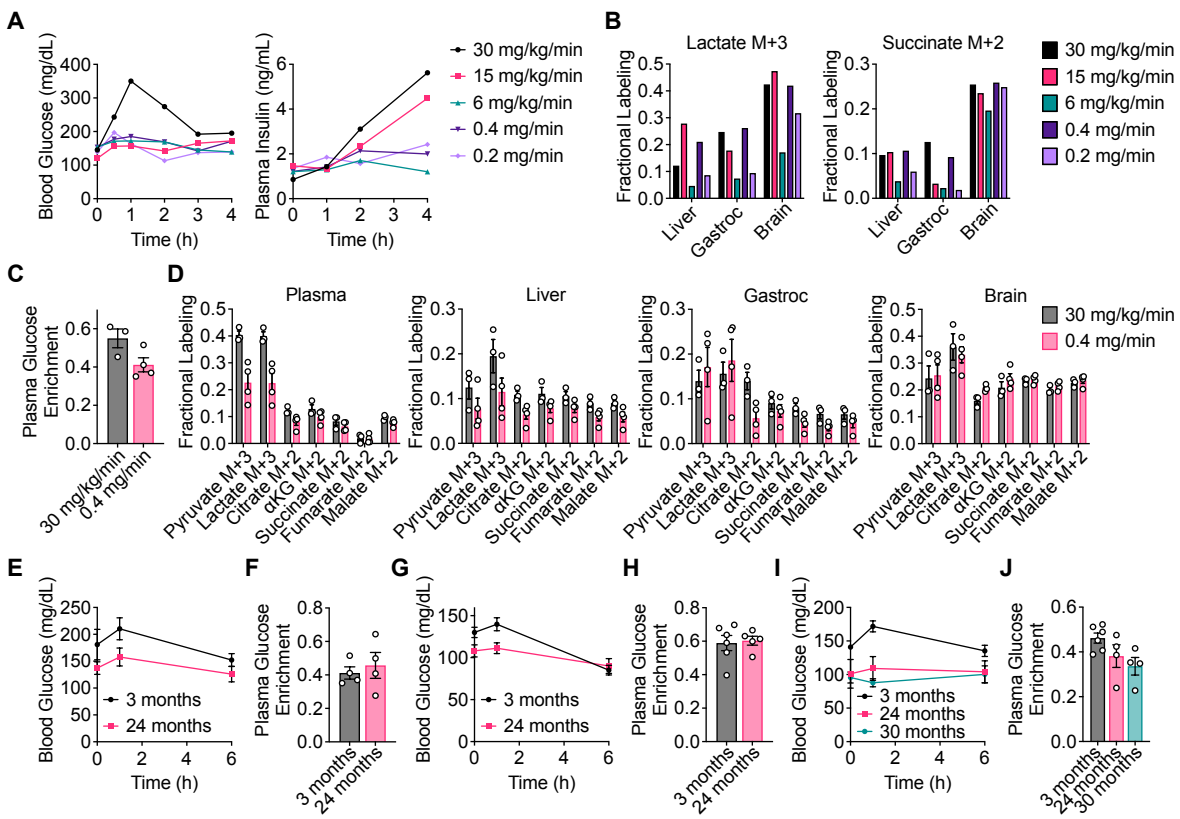 A
Blood Glucose (mg/dL)
400
300
200
100
0
0 1 2 3 4
Time (h)
Plasma Insulin (ng/mL)
6
4
2
0
0 1 2 3 4
Time (h)
30 mg/kg/min
15 mg/kg/min
6 mg/kg/min
0.4 mg/min
0.2 mg/min
B
Lactate M+3
Fractional Labeling
0.5
0.4
0.3
0.2
0.1
0.0
Liver
Gastroc
Brain
Succinate M+2
Fractional Labeling
0.3
0.2
0.1
0.0
Liver
Gastroc
Brain
30 mg/kg/min
15 mg/kg/min
6 mg/kg/min
0.4 mg/min
0.2 mg/min
C
Plasma Glucose
Enrichment
0.6
0.4
0.2
0.0
30 mg/kg/min
0.4 mg/min
D
Plasma
Fractional Labeling
0.5
0.4
0.3
0.2
0.1
0.0
Pyruvate M+3
Lactate M+3
Citrate M+2
αKG M+2
Succinate M+2
Fumarate M+2
Malate M+2
Liver
Fractional Labeling
0.3
0.2
0.1
0.0
Pyruvate M+3
Lactate M+3
Citrate M+2
αKG M+2
Succinate M+2
Fumarate M+2
Malate M+2
Gastroc
Fractional Labeling
0.3
0.2
0.1
0.0
Pyruvate M+3
Lactate M+3
Citrate M+2
αKG M+2
Succinate M+2
Fumarate M+2
Malate M+2
Brain
Fractional Labeling
0.5
0.4
0.3
0.2
0.1
0.0
Pyruvate M+3
Lactate M+3
Citrate M+2
αKG M+2
Succinate M+2
Fumarate M+2
Malate M+2
30 mg/kg/min
0.4 mg/min
E
Blood Glucose (mg/dL)
250
200
150
100
50
0
3 months
24 months
0 2 4 6
Time (h)
F
Plasma Glucose
Enrichment
0.8
0.6
0.4
0.2
0.0
3 months
24 months
G
Blood Glucose (mg/dL)
150
100
50
0
3 months
24 months
0 2 4 6
Time (h)
H
Plasma Glucose
Enrichment
0.8
0.6
0.4
0.2
0.0
3 months
24 months
I
Blood Glucose (mg/dL)
200
150
100
50
0
3 months
24 months
30 months
0 2 4 6
Time (h)
J
Plasma Glucose
Enrichment
0.6
0.4
0.2
0.0
3 months
24 months
30 months